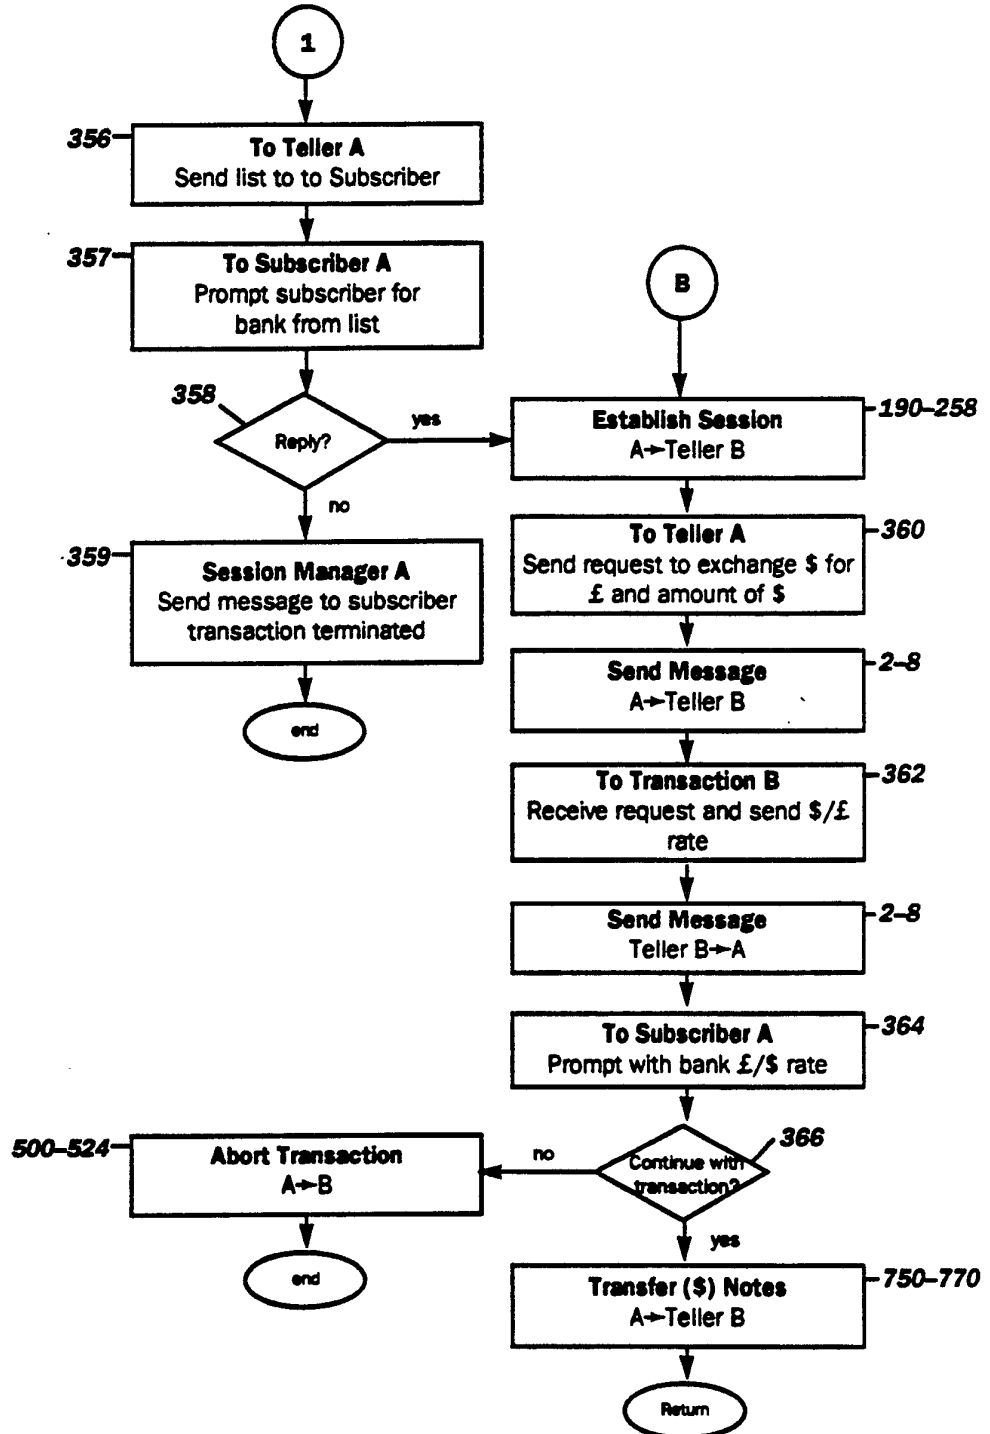 1
356
To Teller A
Send list to to Subscriber
357
To Subscriber A
Prompt subscriber for
bank from list
358
Reply?
yes
no
359
Session Manager A
Send message to subscriber
transaction terminated
end
B
Establish Session
A→Teller B
190–258
To Teller A
Send request to exchange $ for
£ and amount of $
360
Send Message
A→Teller B
2–8
To Transaction B
Receive request and send $/£
rate
362
Send Message
Teller B→A
2–8
To Subscriber A
Prompt with bank £/$ rate
364
Continue with
transaction?
366
no
500–524
Abort Transaction
A→B
end
yes
Transfer ($) Notes
A→Teller B
750–770
Return